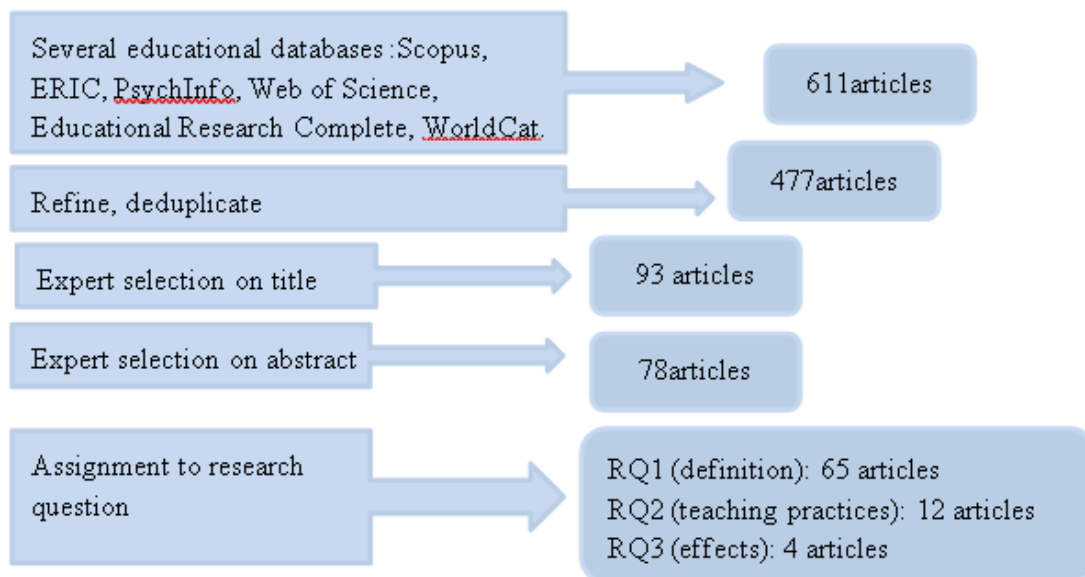 Several educational databases :Scopus,
ERIC, PsychInfo, Web of Science,
Educational Research Complete, WorldCat.
611articles
Refine, deduplicate
477articles
Expert selection on title
93 articles
Expert selection on abstract
78articles
Assignment to research
question
RQ1 (definition): 65 articles
RQ2 (teaching practices): 12 articles
RQ3 (effects): 4 articles